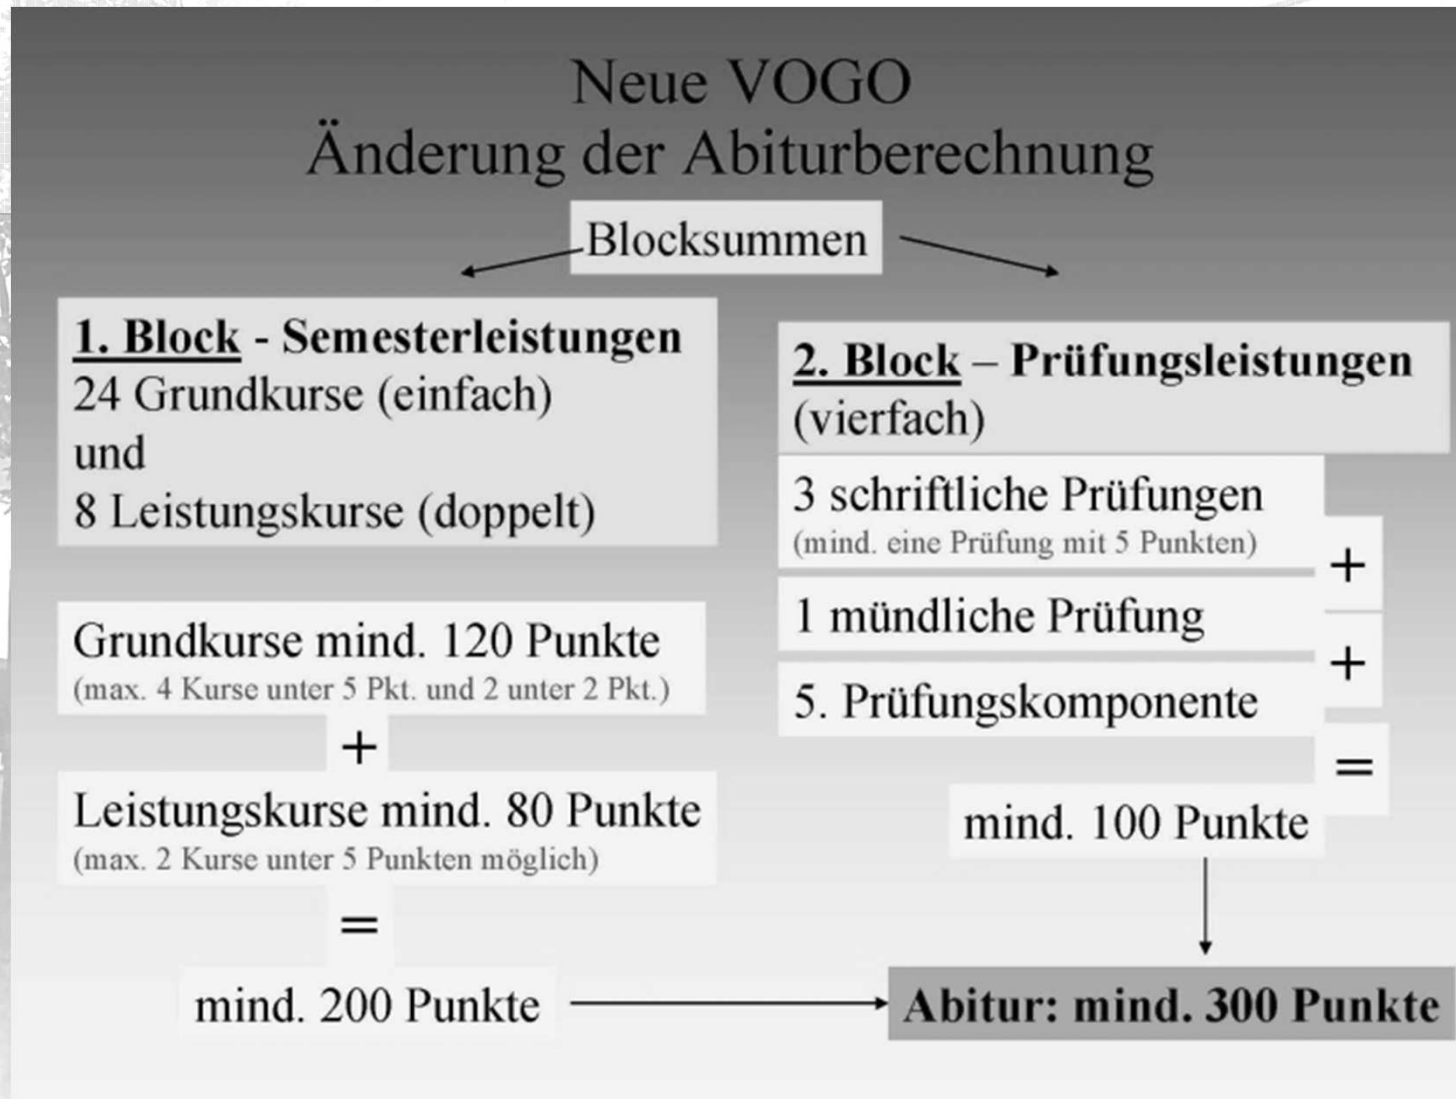 Neue VOGO
Änderung der Abiturberechnung
Blocksummen
1. Block - Semesterleistungen
24 Grundkurse (einfach)
und
8 Leistungskurse (doppelt)
Grundkurse mind. 120 Punkte
(max. 4 Kurse unter 5 Pkt. und 2 unter 2 Pkt.)
+
Leistungskurse mind. 80 Punkte
(max. 2 Kurse unter 5 Punkten möglich)
=
mind. 200 Punkte
2. Block – Prüfungsleistungen
(vierfach)
3 schriftliche Prüfungen
(mind. eine Prüfung mit 5 Punkten)
+
1 mündliche Prüfung
+
5. Prüfungskomponente
=
mind. 100 Punkte
Abitur: mind. 300 Punkte